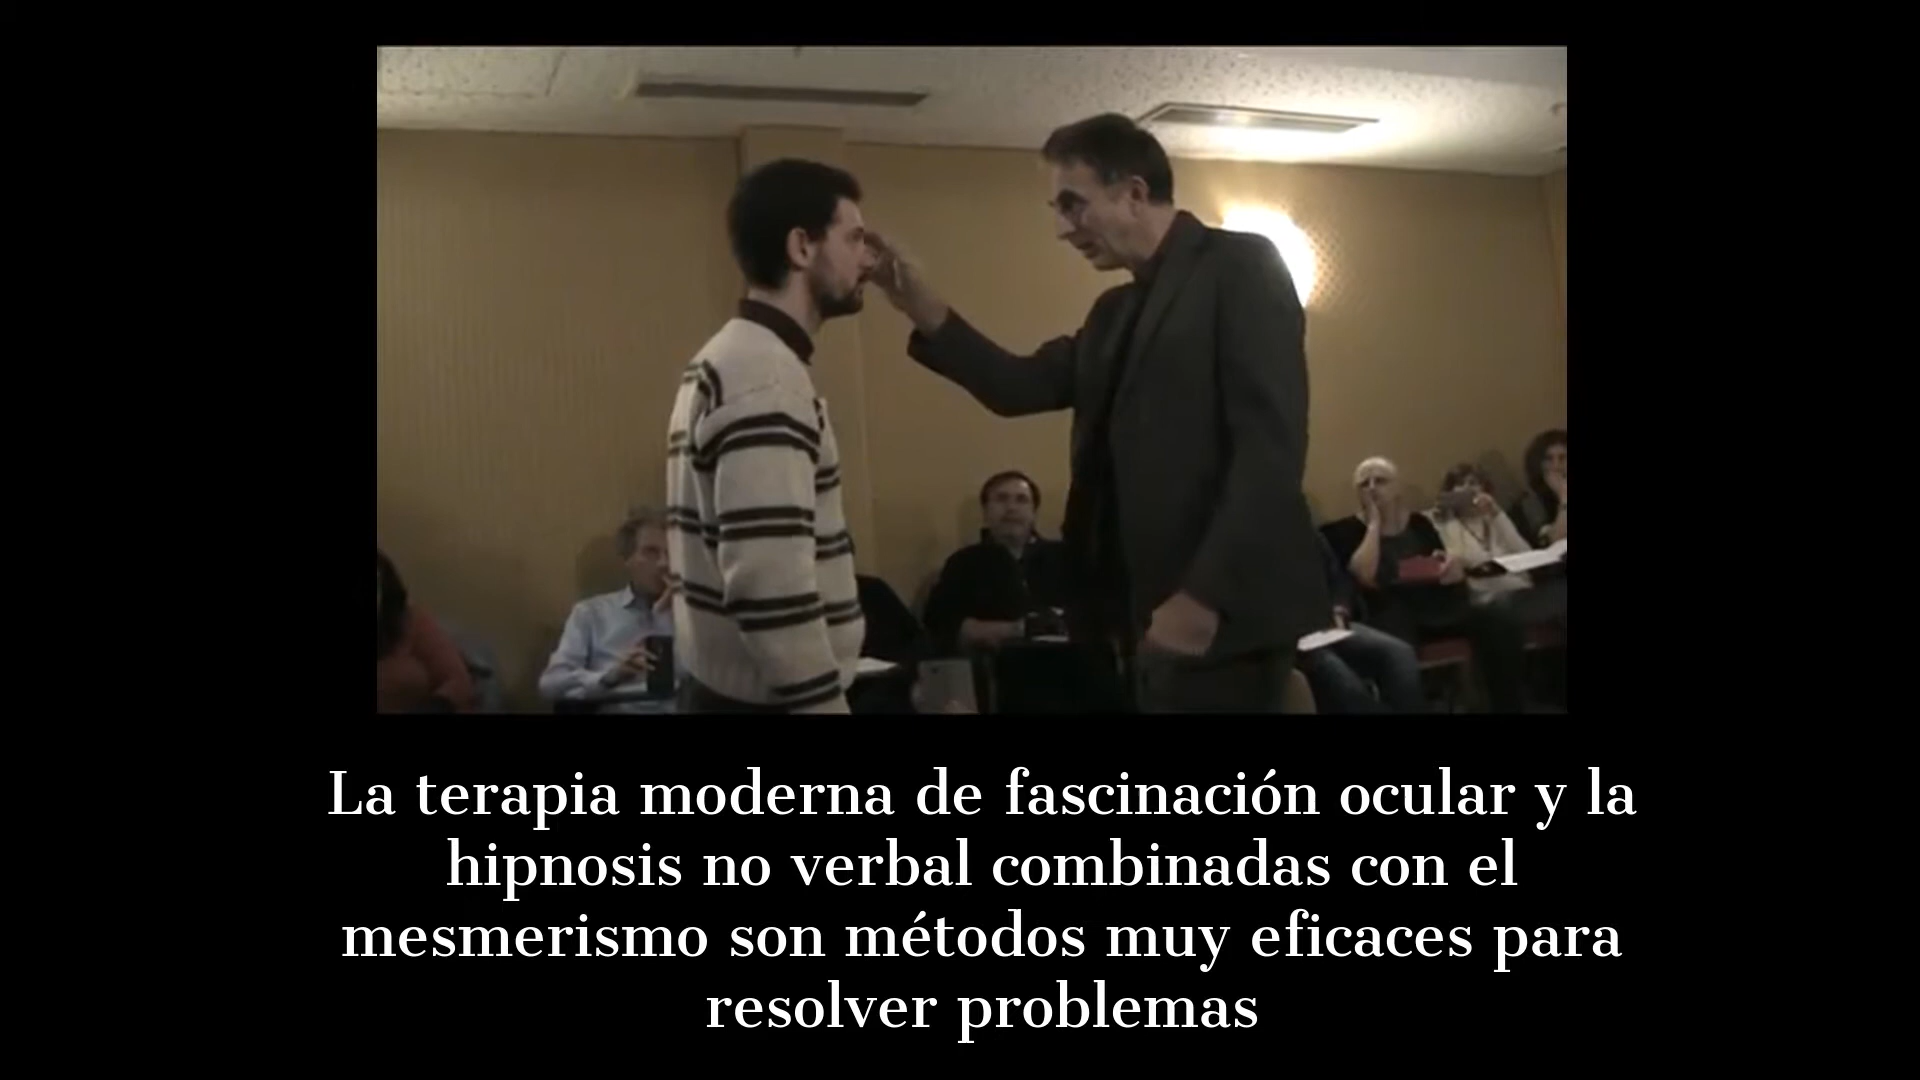 La terapia moderna de fascinación ocular y la
hipnosis no verbal combinadas con el
mesmerismo son métodos muy eficaces para
resolver problemas